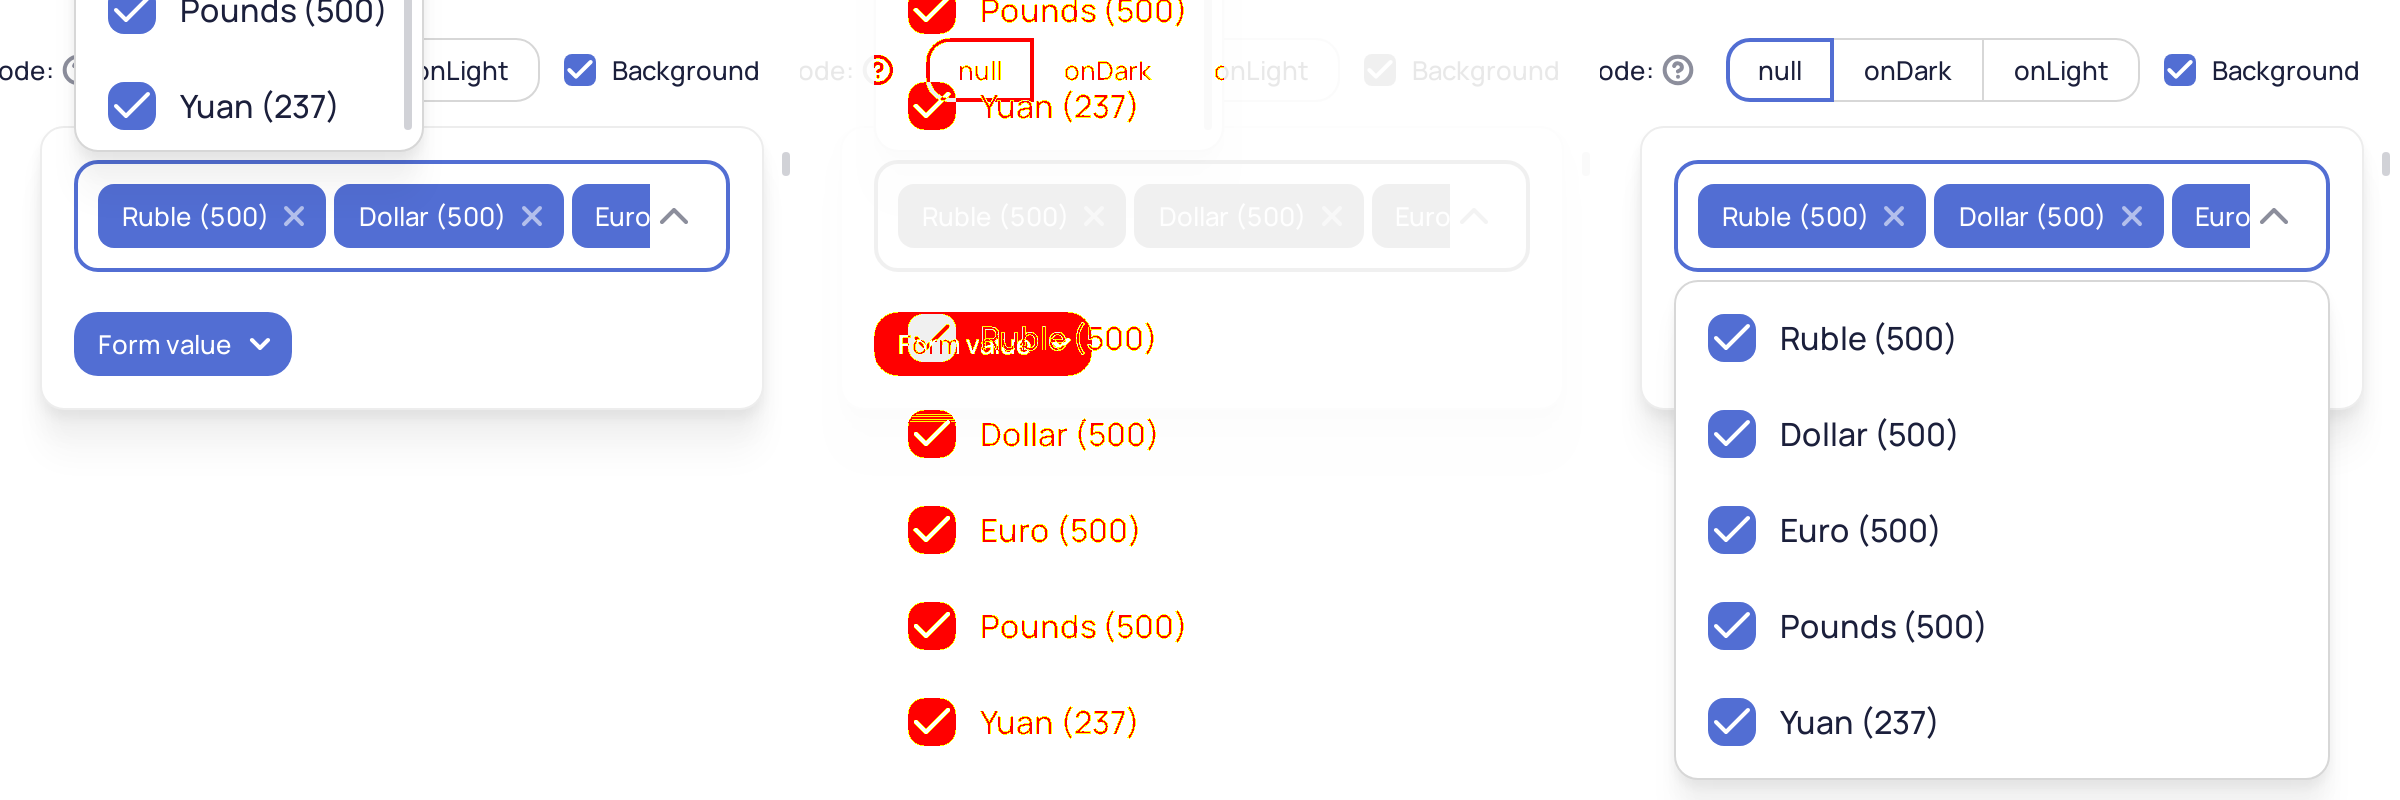 Pounds (500)
ode:
onLight
Background
Yuan (237)
Ruble (500)
Dollar (500)
Euro
Form value
Pounds (500)
ode:
null
onDark
onLight
Background
Yuan (237)
Ruble (500)
Dollar (500)
Euro
Form value
Ruble (500)
Dollar (500)
Euro (500)
Pounds (500)
Yuan (237)
ode:
null
onDark
onLight
Background
Ruble (500)
Dollar (500)
Euro
Ruble (500)
Dollar (500)
Euro (500)
Pounds (500)
Yuan (237)